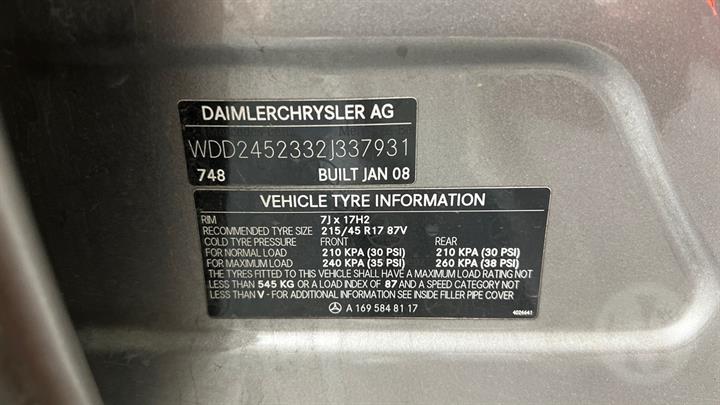 DAIMLERCHRYSLER AG
WDD2452332J337931
748 BUILT JAN 08
VEHICLE TYRE INFORMATION
RIM 7J x 17H2
RECOMMENDED TYRE SIZE 215/45 R17 87V
COLD TYRE PRESSURE FRONT REAR
FOR NORMAL LOAD 210 KPA (30 PSI) 210 KPA (30 PSI)
FOR MAXIMUM LOAD 240 KPA (35 PSI) 260 KPA (38 PSI)
THE TYRES FITTED TO THIS VEHICLE SHALL HAVE A MAXIMUM LOAD RATING NOT
LESS THAN 545 KG OR A LOAD INDEX OF 87 AND A SPEED CATEGORY NOT
LESS THAN V - FOR ADDITIONAL INFORMATION SEE INSIDE FILLER PIPE COVER
A 169 584 81 17
4026641